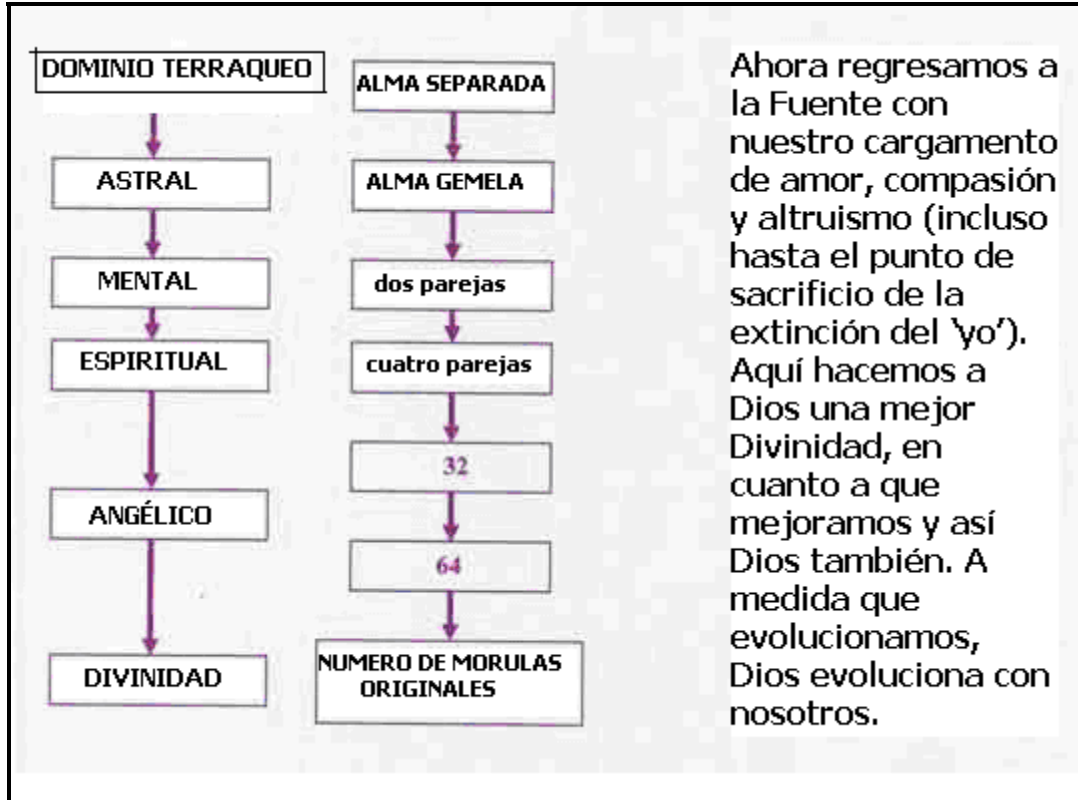 DOMINIO TERRAQUEO
ASTRAL
MENTAL
ESPIRITUAL
ANGÉLICO
DIVINIDAD
ALMA SEPARADA
ALMA GEMELA
dos parejas
cuatro parejas
32
64
NUMERO DE MORULAS
ORIGINALES
Ahora regresamos a
la Fuente con
nuestro cargamento
de amor, compasión
y altruismo (incluso
hasta el punto de
sacrificio de la
extinción del ‘yo’).
Aquí hacemos a
Dios una mejor
Divinidad, en
cuanto a que
mejoramos y así
Dios también. A
medida que
evolucionamos,
Dios evoluciona con
nosotros.